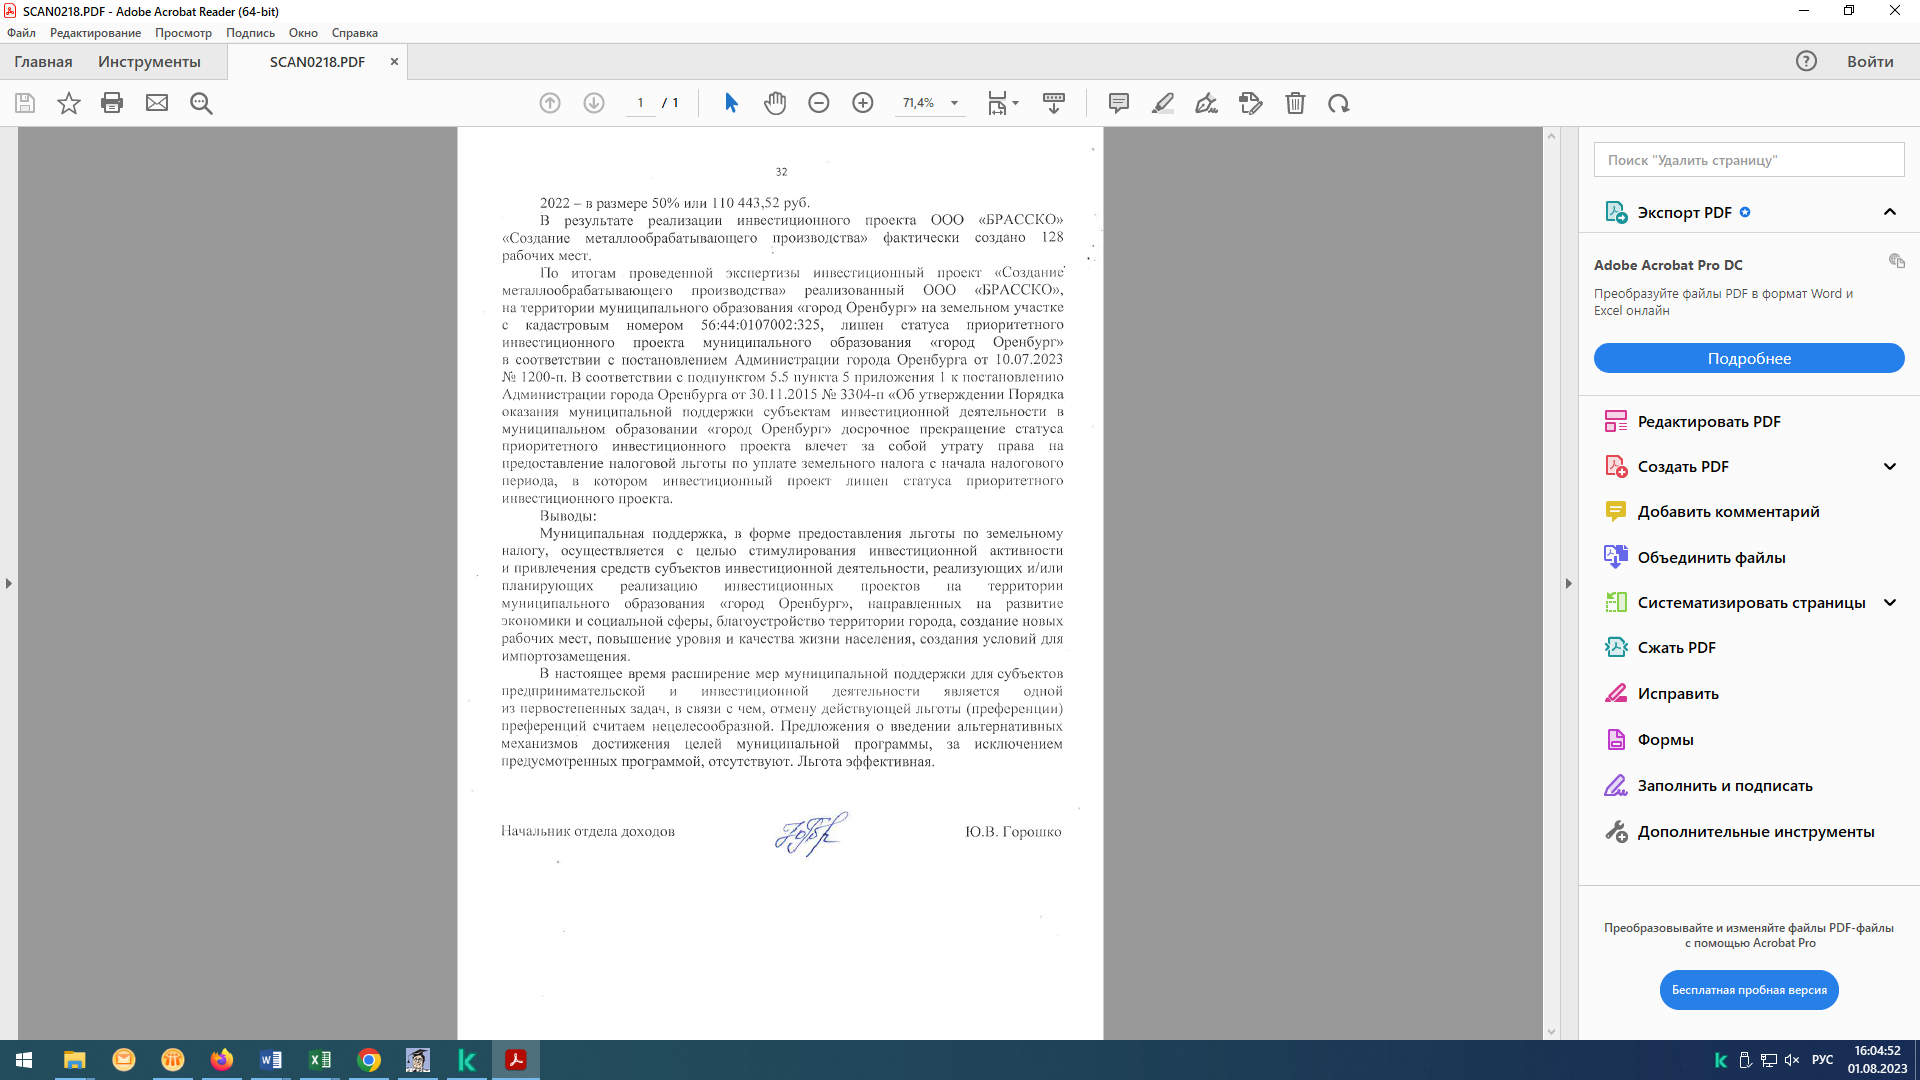 SCAN0218.PDF - Adobe Acrobat Reader (64-bit)
Файл Редактирование Просмотр Подпись Окно Справка
Главная Инструменты SCAN0218.PDF × ? Войти
1 / 1 71,4%
32
2022 – в размере 50% или 110 443,52 руб.
В результате реализации инвестиционного проекта ООО «БРАССКО»
«Создание металлообрабатывающего производства» фактически создано 128
рабочих мест.
По итогам проведенной экспертизы инвестиционный проект «Создание
металлообрабатывающего производства» реализованный ООО «БРАССКО»,
на территории муниципального образования «город Оренбург» на земельном участке
с кадастровым номером 56:44:0107002:325, лишен статуса приоритетного
инвестиционного проекта муниципального образования «город Оренбург»
в соответствии с постановлением Администрации города Оренбурга от 10.07.2023
№ 1200-п. В соответствии с подпунктом 5.5 пункта 5 приложения 1 к постановлению
Администрации города Оренбурга от 30.11.2015 № 3304-п «Об утверждении Порядка
оказания муниципальной поддержки субъектам инвестиционной деятельности в
муниципальном образовании «город Оренбург» досрочное прекращение статуса
приоритетного инвестиционного проекта влечет за собой утрату права на
предоставление налоговой льготы по уплате земельного налога с начала налогового
периода, в котором инвестиционный проект лишен статуса приоритетного
инвестиционного проекта.
Выводы:
Муниципальная поддержка, в форме предоставления льготы по земельному
налогу, осуществляется с целью стимулирования инвестиционной активности
и привлечения средств субъектов инвестиционной деятельности, реализующих и/или
планирующих реализацию инвестиционных проектов на территории
муниципального образования «город Оренбург», направленных на развитие
экономики и социальной сферы, благоустройство территории города, создание новых
рабочих мест, повышение уровня и качества жизни населения, создания условий для
импортозамещения.
В настоящее время расширение мер муниципальной поддержки для субъектов
предпринимательской и инвестиционной деятельности является одной
из первостепенных задач, в связи с чем, отмену действующей льготы (преференции)
преференций считаем нецелесообразной. Предложения о введении альтернативных
механизмов достижения целей муниципальной программы, за исключением
предусмотренных программой, отсутствуют. Льгота эффективная.
Начальник отдела доходов Ю.В. Горошко
Поиск "Удалить страницу"
Экспорт PDF
Adobe Acrobat Pro DC
Преобразуйте файлы PDF в формат Word и
Excel онлайн
Подробнее
Редактировать PDF
Создать PDF
Добавить комментарий
Объединить файлы
Систематизировать страницы
Сжать PDF
Исправить
Формы
Заполнить и подписать
Дополнительные инструменты
Преобразовывайте и изменяйте файлы PDF-файлы
с помощью Acrobat Pro
Бесплатная пробная версия
РУС
16:04:52
01.08.2023